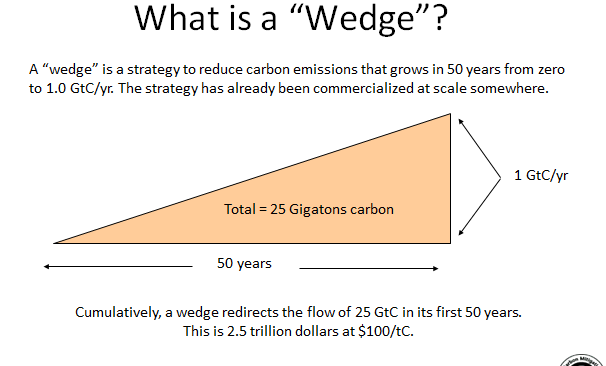 What is a “Wedge”?
A “wedge” is a strategy to reduce carbon emissions that grows in 50 years from zero
to 1.0 GtC/yr. The strategy has already been commercialized at scale somewhere.
1 GtC/yr
Total = 25 Gigatons carbon
50 years
Cumulatively, a wedge redirects the flow of 25 GtC in its first 50 years.
This is 2.5 trillion dollars at $100/tC.